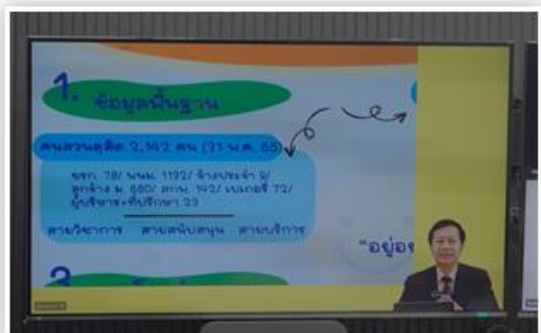 1. ข้อมูลพื้นฐาน
คนสวนดุสิต 2,142 คน (31 พ.ค. 65)
ขรก. 78/ พนม. 1192/ จ้างประจำ 9/
ลูกจ้าง ม. 660/ ศกพ. 142/ เบเกอรี่ 72/
ผู้บริหาร+ที่ปรึกษา 23
สายวิชาการ สายสนับสนุน สายบริการ
"อยู่อย
3.